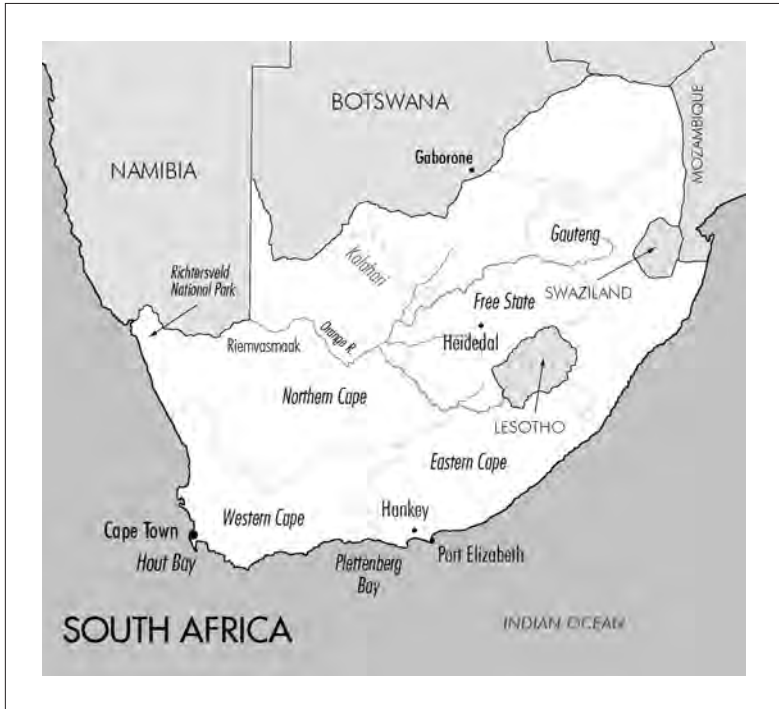 BOTSWANA
MOZAMBIQUE
Gaborone
NAMIBIA
Kalahari
Gauteng
Richtersveld
National Park
SWAZILAND
Free State
Orange R.
Riemvasmaak
Heidedal
Northern Cape
LESOTHO
Eastern Cape
Hankey
Western Cape
Cape Town
Hout Bay
Plettenberg
Bay
Port Elizabeth
SOUTH AFRICA
INDIAN OCEAN